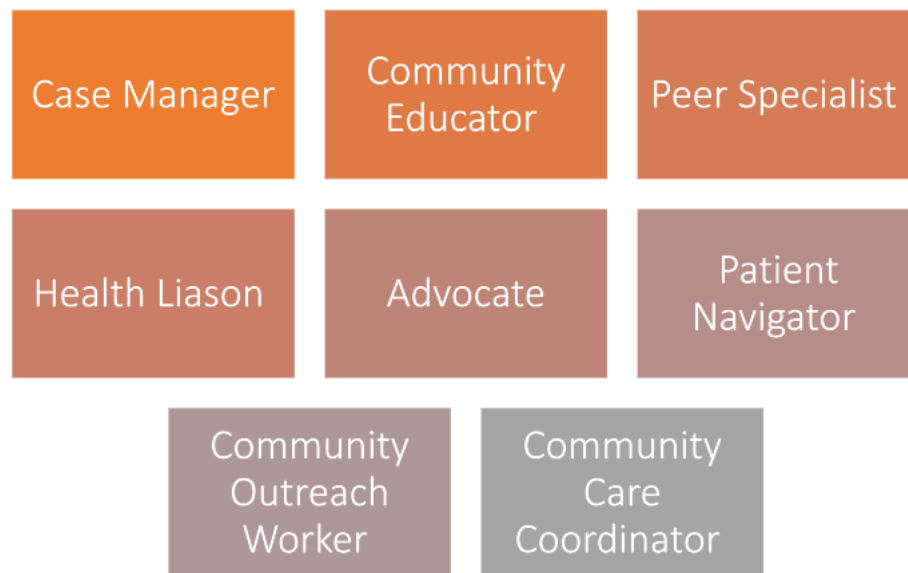 Case Manager
Community
Educator
Peer Specialist
Health Liason
Advocate
Patient
Navigator
Community
Outreach
Worker
Community
Care
Coordinator